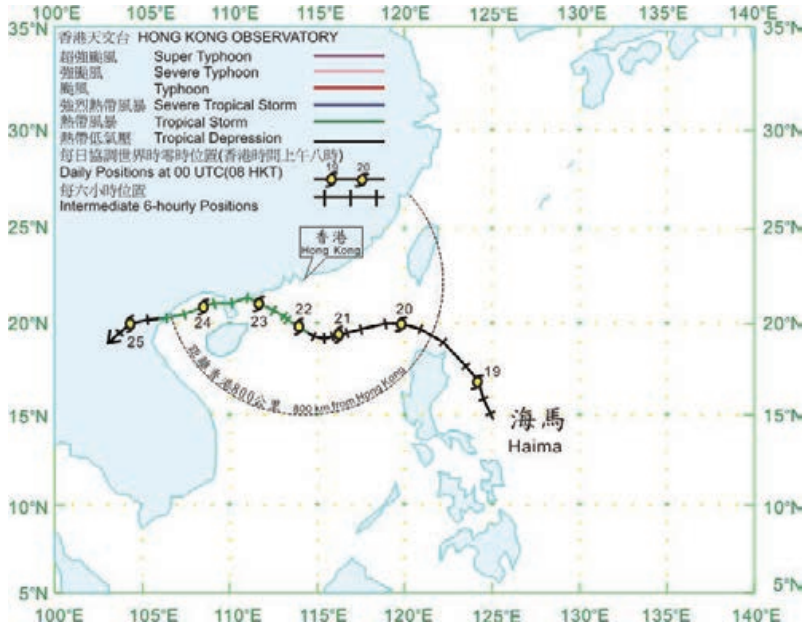 100°E 105°E 110°E 115°E 120°E 125°E 130°E 135°E 140°E
35°N 35°N
香港天文台 HONG KONG OBSERVATORY
超強颱風 Super Typhoon
強颱風 Severe Typhoon
颱風 Typhoon
強烈熱帶風暴 Severe Tropical Storm
熱帶風暴 Tropical Storm
熱帶低氣壓 Tropical Depression
每日協調世界時零時位置(香港時間上午八時)
Daily Positions at 00 UTC(08 HKT)
19 20
每六小時位置
Intermediate 6-hourly Positions
30°N 30°N
25°N 25°N
香港
Hong Kong
20°N 20°N
25 24 23 22 21 20 19
距離香港800公里
800 km from Hong Kong
海馬
Haima
15°N 15°N
10°N 10°N
5°N 5°N
100°E 105°E 110°E 115°E 120°E 125°E 130°E 135°E 140°E